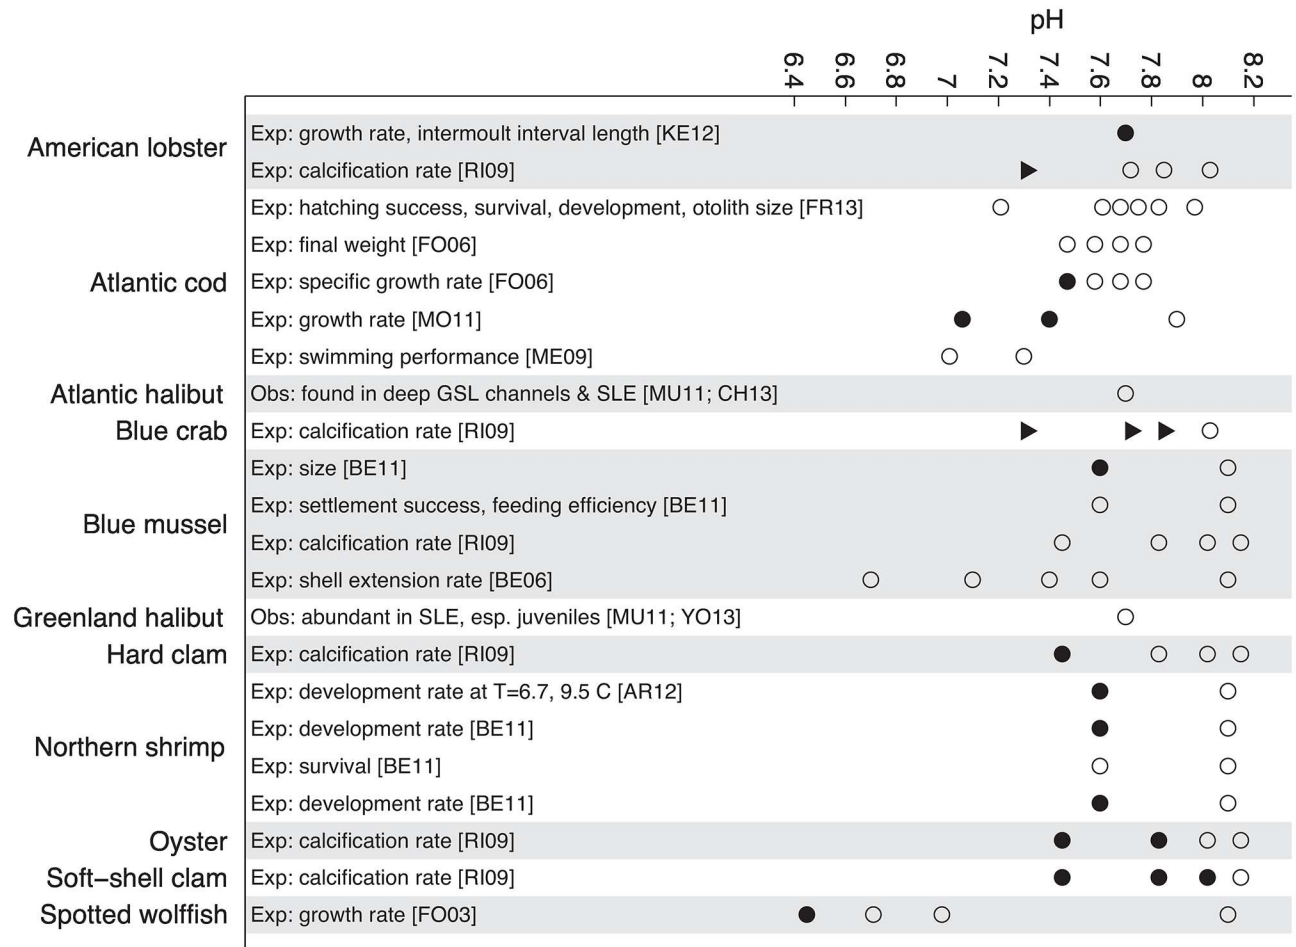 pH
6.4 6.6 6.8 7 7.2 7.4 7.6 7.8 8 8.2
American lobster
Exp: growth rate, intermoult interval length [KE12]
Exp: calcification rate [RI09]
Exp: hatching success, survival, development, otolith size [FR13]
Exp: final weight [FO06]
Atlantic cod
Exp: specific growth rate [FO06]
Exp: growth rate [MO11]
Exp: swimming performance [ME09]
Atlantic halibut
Obs: found in deep GSL channels & SLE [MU11; CH13]
Blue crab
Exp: calcification rate [RI09]
Exp: size [BE11]
Blue mussel
Exp: settlement success, feeding efficiency [BE11]
Exp: calcification rate [RI09]
Exp: shell extension rate [BE06]
Greenland halibut
Obs: abundant in SLE, esp. juveniles [MU11; YO13]
Hard clam
Exp: calcification rate [RI09]
Exp: development rate at T=6.7, 9.5 C [AR12]
Exp: development rate [BE11]
Northern shrimp
Exp: survival [BE11]
Exp: development rate [BE11]
Oyster
Exp: calcification rate [RI09]
Soft−shell clam
Exp: calcification rate [RI09]
Spotted wolffish
Exp: growth rate [FO03]